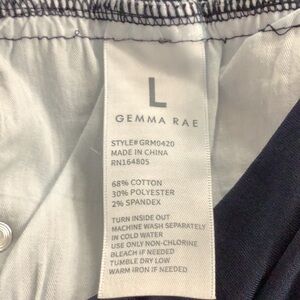 L
GEMMA RAE
STYLE# GRM0420
MADE IN CHINA
RN164805
68% COTTON
30% POLYESTER
2% SPANDEX
TURN INSIDE OUT
MACHINE WASH SEPARATELY
IN COLD WATER
USE ONLY NON-CHLORINE
BLEACH IF NEEDED
TUMBLE DRY LOW
WARM IRON IF NEEDED